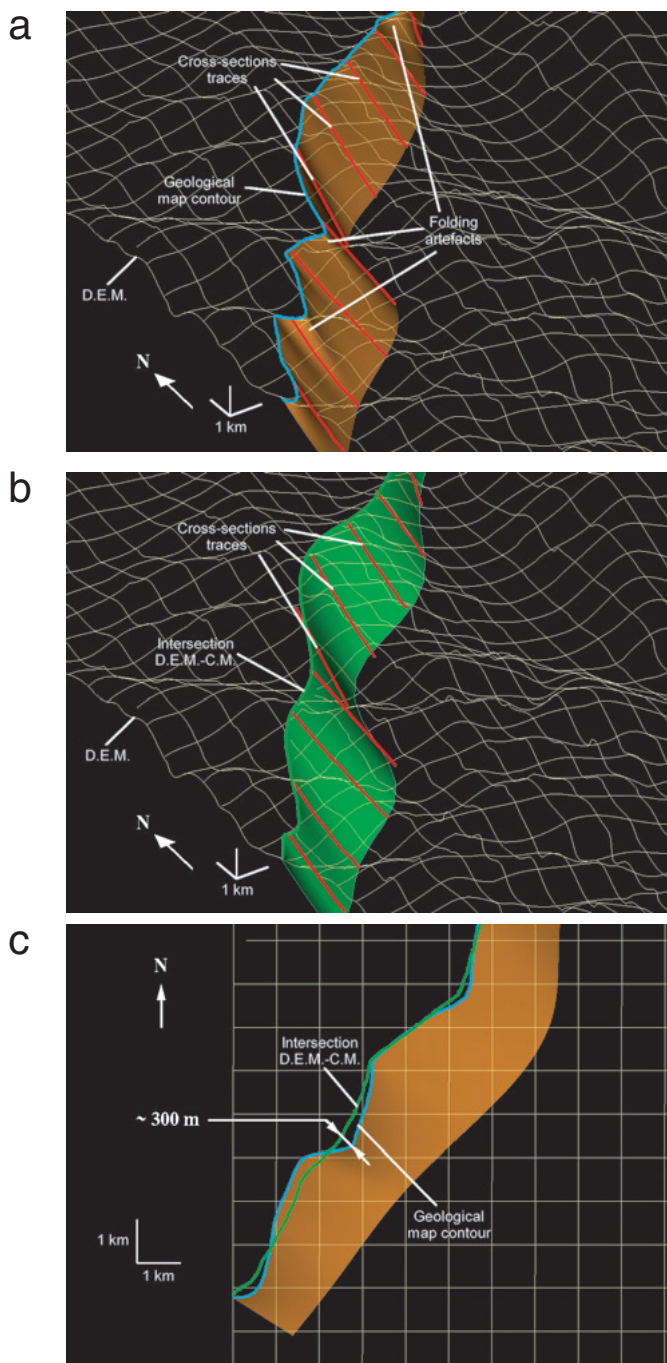 a
Cross-sections
traces
Geological
map contour
Folding
artefacts
D.E.M.
N
1 km
b
Cross-sections
traces
Intersection
D.E.M.-C.M.
D.E.M.
N
1 km
c
N
Intersection
D.E.M.-C.M.
~ 300 m
Geological
map contour
1 km
1 km